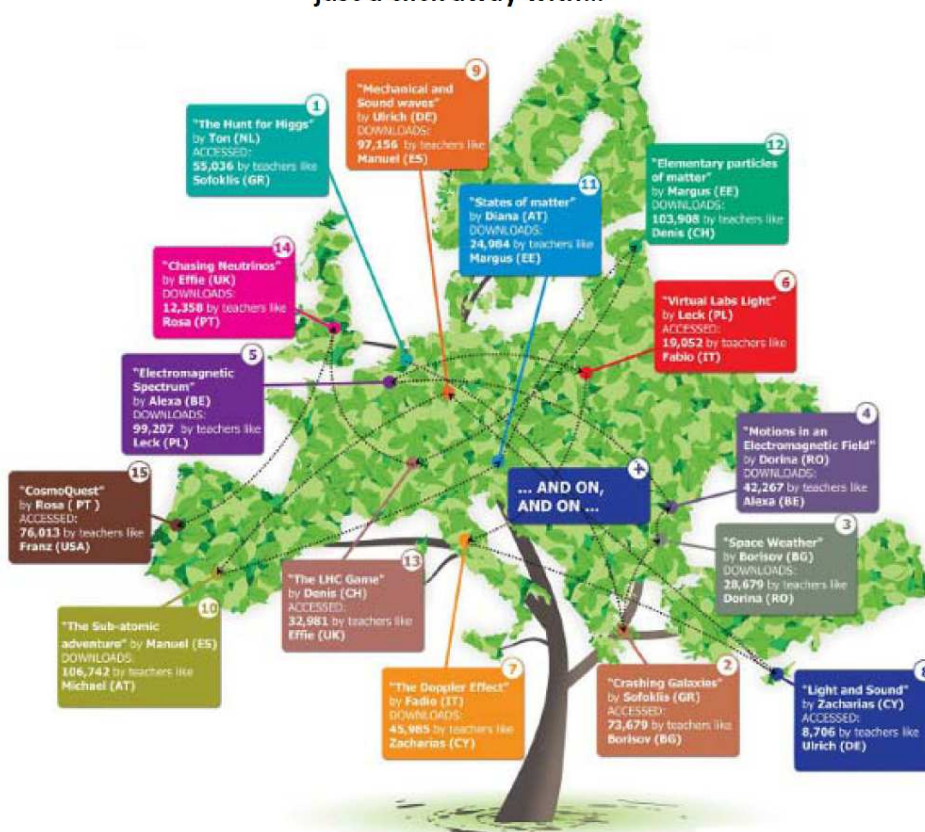 just a click away with...
1
"The Hunt for Higgs"
by Ton (NL)
ACCESSED:
55,036 by teachers like
Sofoklis (GR)
9
"Mechanical and
Sound waves"
by Ulrich (DE)
DOWNLOADS:
97,156 by teachers like
Manuel (ES)
12
"Elementary particles
of matter"
by Margus (EE)
DOWNLOADS:
103,908 by teachers like
Denis (CH)
11
"States of matter"
by Diana (AT)
DOWNLOADS:
24,984 by teachers like
Margus (EE)
14
"Chasing Neutrinos"
by Effie (UK)
DOWNLOADS:
12,358 by teachers like
Rosa (PT)
6
"Virtual Labs Light"
by Leck (PL)
ACCESSED:
19,052 by teachers like
Fabio (IT)
5
"Electromagnetic
Spectrum"
by Alexa (BE)
DOWNLOADS:
99,207 by teachers like
Leck (PL)
4
"Motions in an
Electromagnetic Field"
by Dorina (RO)
DOWNLOADS:
42,267 by teachers like
Alexa (BE)
15
"CosmoQuest"
by Rosa ( PT )
ACCESSED:
76,013 by teachers like
Franz (USA)
+
... AND ON,
AND ON ...
3
"Space Weather"
by Borisov (BG)
DOWNLOADS:
28,679 by teachers like
Dorina (RO)
13
"The LHC Game"
by Denis (CH)
ACCESSED:
32,981 by teachers like
Effie (UK)
10
"The Sub-atomic
adventure" by Manuel (ES)
DOWNLOADS:
106,742 by teachers like
Michael (AT)
7
"The Doppler Effect"
by Fadio (IT)
DOWNLOADS:
45,985 by teachers like
Zacharias (CY)
2
"Crashing Galaxies"
by Sofoklis (GR)
ACCESSED:
73,679 by teachers like
Borisov (BG)
8
"Light and Sound"
by Zacharias (CY)
ACCESSED:
8,706 by teachers like
Ulrich (DE)